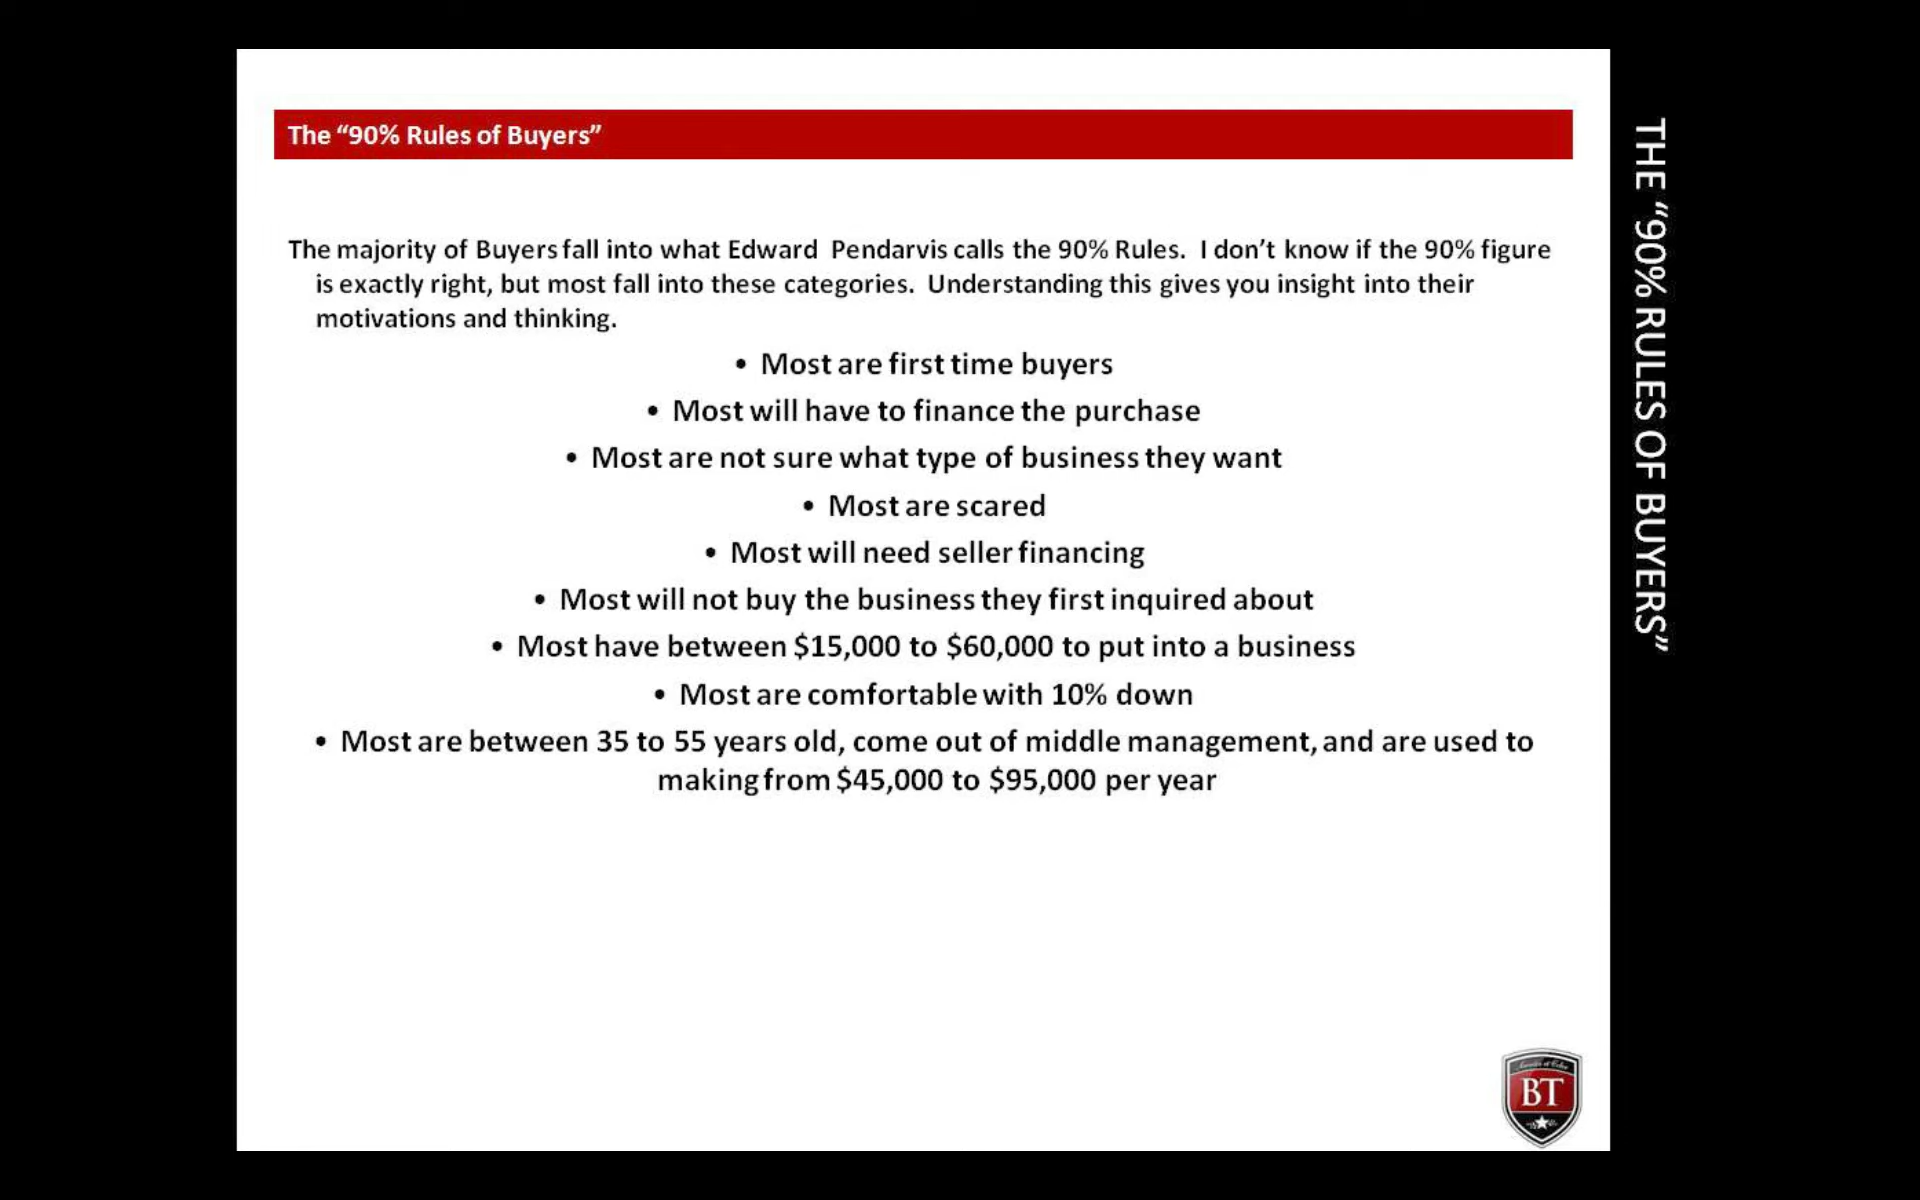 The “90% Rules of Buyers”
The majority of Buyers fall into what Edward Pendarvis calls the 90% Rules. I don’t know if the 90% figure
is exactly right, but most fall into these categories. Understanding this gives you insight into their
motivations and thinking.
• Most are first time buyers
• Most will have to finance the purchase
• Most are not sure what type of business they want
• Most are scared
• Most will need seller financing
• Most will not buy the business they first inquired about
• Most have between $15,000 to $60,000 to put into a business
• Most are comfortable with 10% down
• Most are between 35 to 55 years old, come out of middle management, and are used to
making from $45,000 to $95,000 per year
THE “90% RULES OF BUYERS”
BT